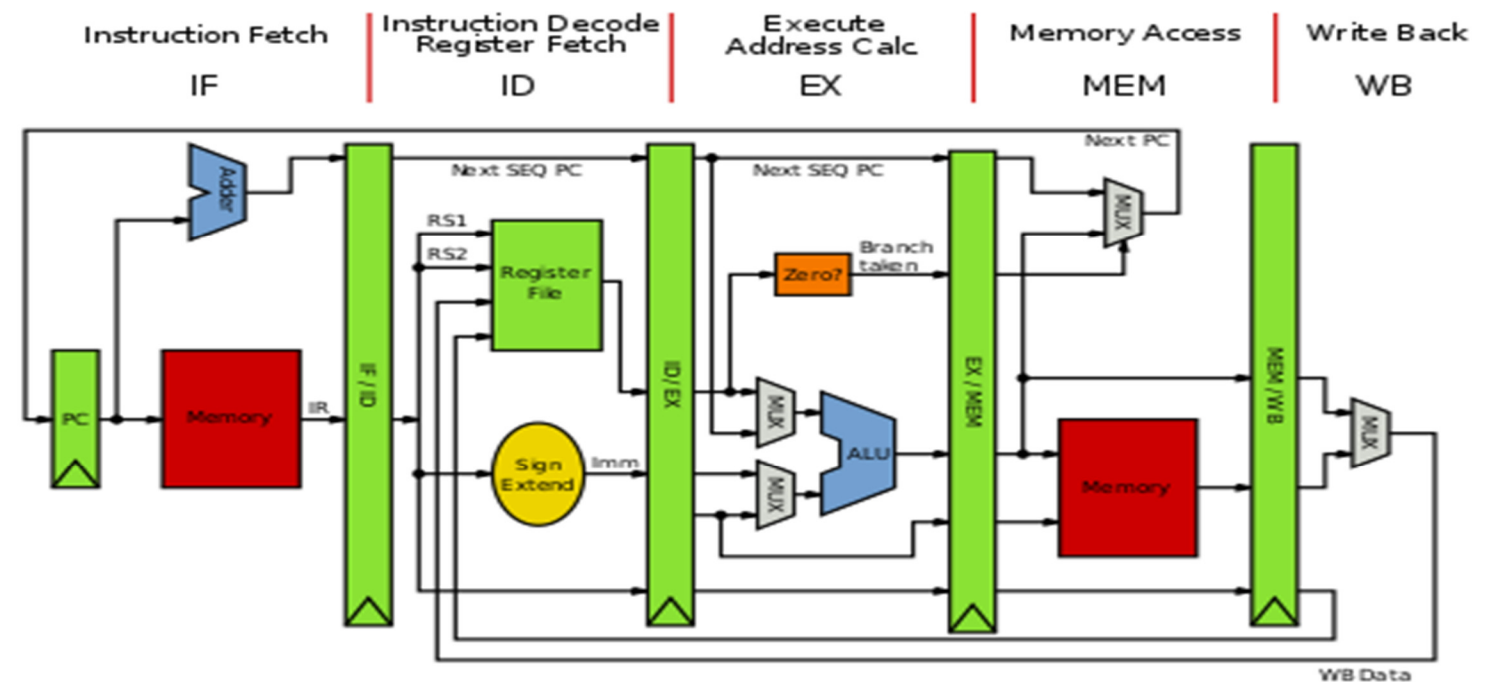 Instruction Fetch
Instruction Decode
Register Fetch
Execute
Address Calc.
Memory Access
Write Back
IF
ID
EX
MEM
WB
Next PC
Adder
Next SEQ PC
Next SEQ PC
MUX
RS1
RS2
Register
File
Zero?
Branch
taken
PC
Memory
IR
IF / ID
ID / EX
MUX
MUX
ALU
EX / MEM
Sign
Extend
Imm
Memory
MEM / WB
MUX
WB Data